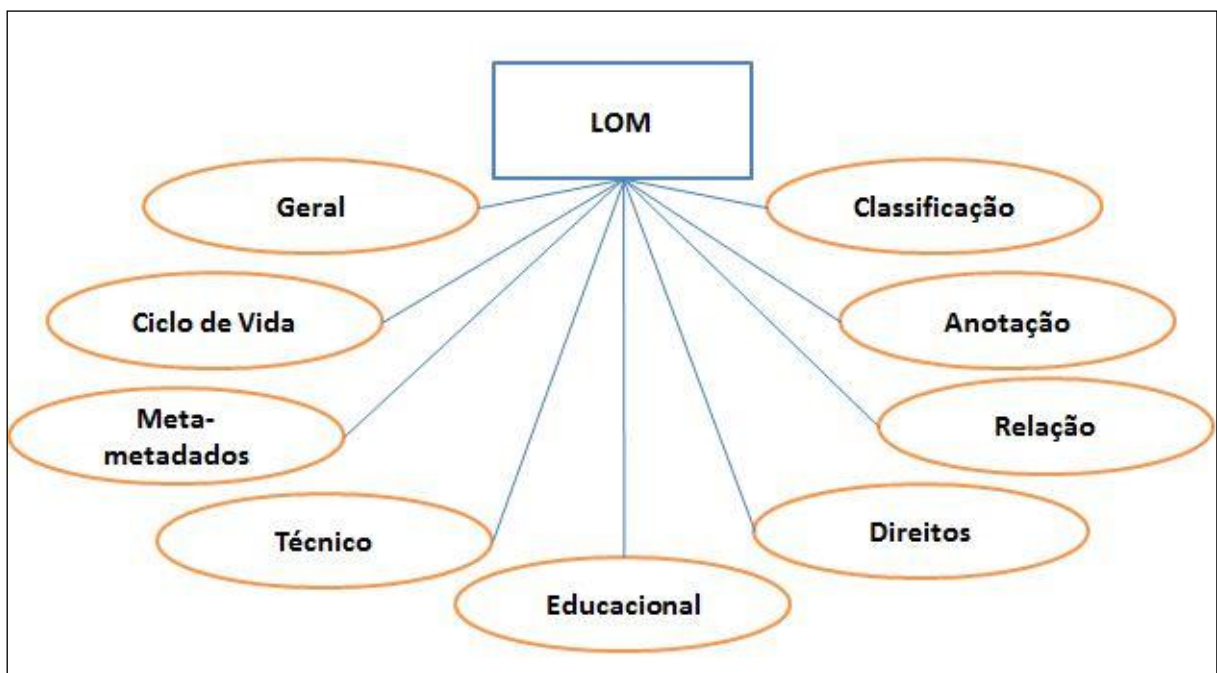 LOM
Geral
Classificação
Ciclo de Vida
Anotação
Meta-
metadados
Relação
Técnico
Direitos
Educacional